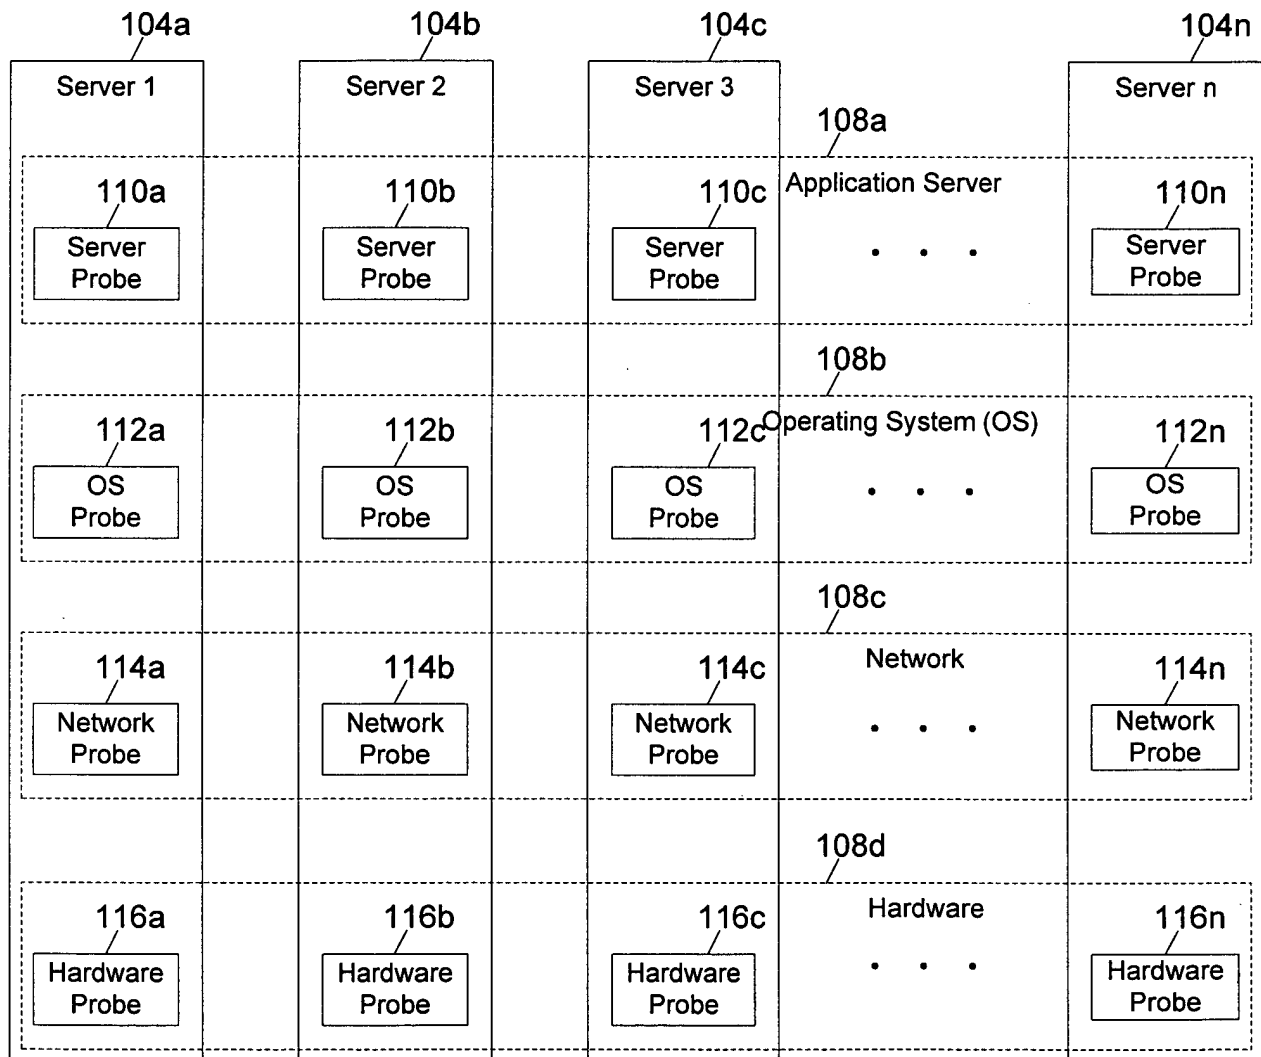 104a 104b 104c 104n
Server 1 Server 2 Server 3 Server n
108a
110a 110b 110c Application Server 110n
Server Server Server . . . Server
Probe Probe Probe Probe
108b
112a 112b 112c Operating System (OS) 112n
OS OS OS . . . OS
Probe Probe Probe Probe
108c
Network
114a 114b 114c 114n
Network Network Network . . . Network
Probe Probe Probe Probe
108d
Hardware
116a 116b 116c 116n
Hardware Hardware Hardware . . . Hardware
Probe Probe Probe Probe